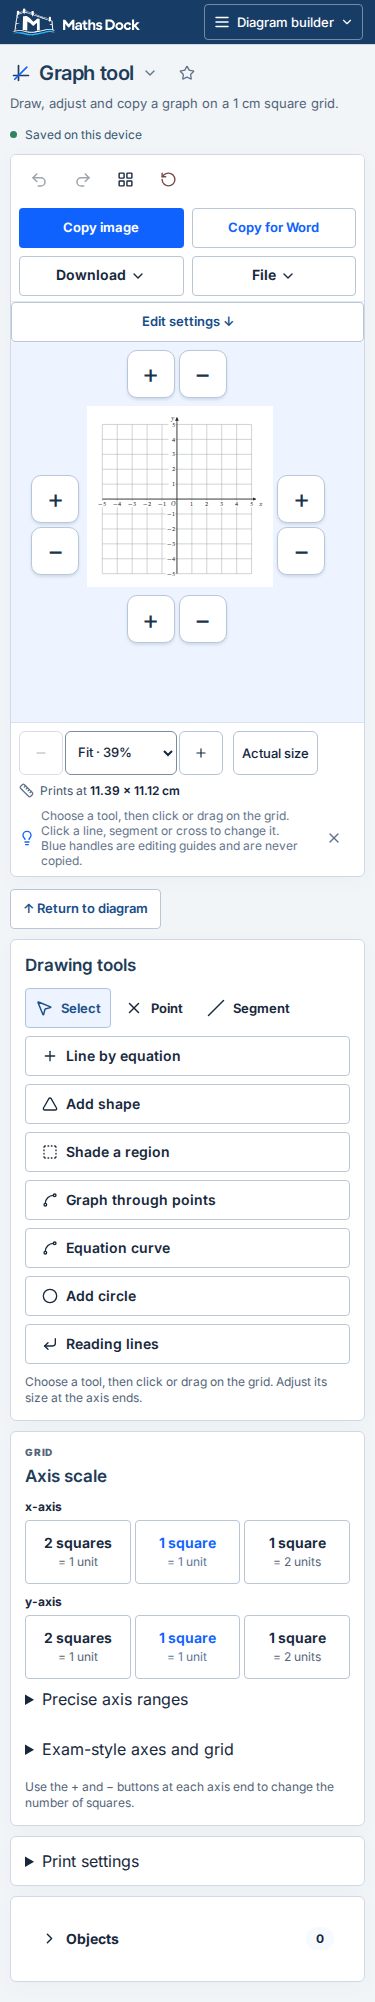 Maths Dock
Diagram builder
Graph tool
Draw, adjust and copy a graph on a 1 cm square grid.
Saved on this device
Copy image
Copy for Word
Download
File
Edit settings ↓
+ −
y
5
4
3
2
1
−5 −4 −3 −2 −1 O 1 2 3 4 5 x
−1
−2
−3
−4
−5
+ +
− −
+ −
− Fit · 39% + Actual size
Prints at 11.39 × 11.12 cm
Choose a tool, then click or drag on the grid.
Click a line, segment or cross to change it.
Blue handles are editing guides and are never
copied.
↑ Return to diagram
Drawing tools
Select Point Segment
Line by equation
Add shape
Shade a region
Graph through points
Equation curve
Add circle
Reading lines
Choose a tool, then click or drag on the grid. Adjust its
size at the axis ends.
GRID
Axis scale
x-axis
2 squares 1 square 1 square
= 1 unit = 1 unit = 2 units
y-axis
2 squares 1 square 1 square
= 1 unit = 1 unit = 2 units
Precise axis ranges
Exam-style axes and grid
Use the + and − buttons at each axis end to change the
number of squares.
Print settings
Objects 0